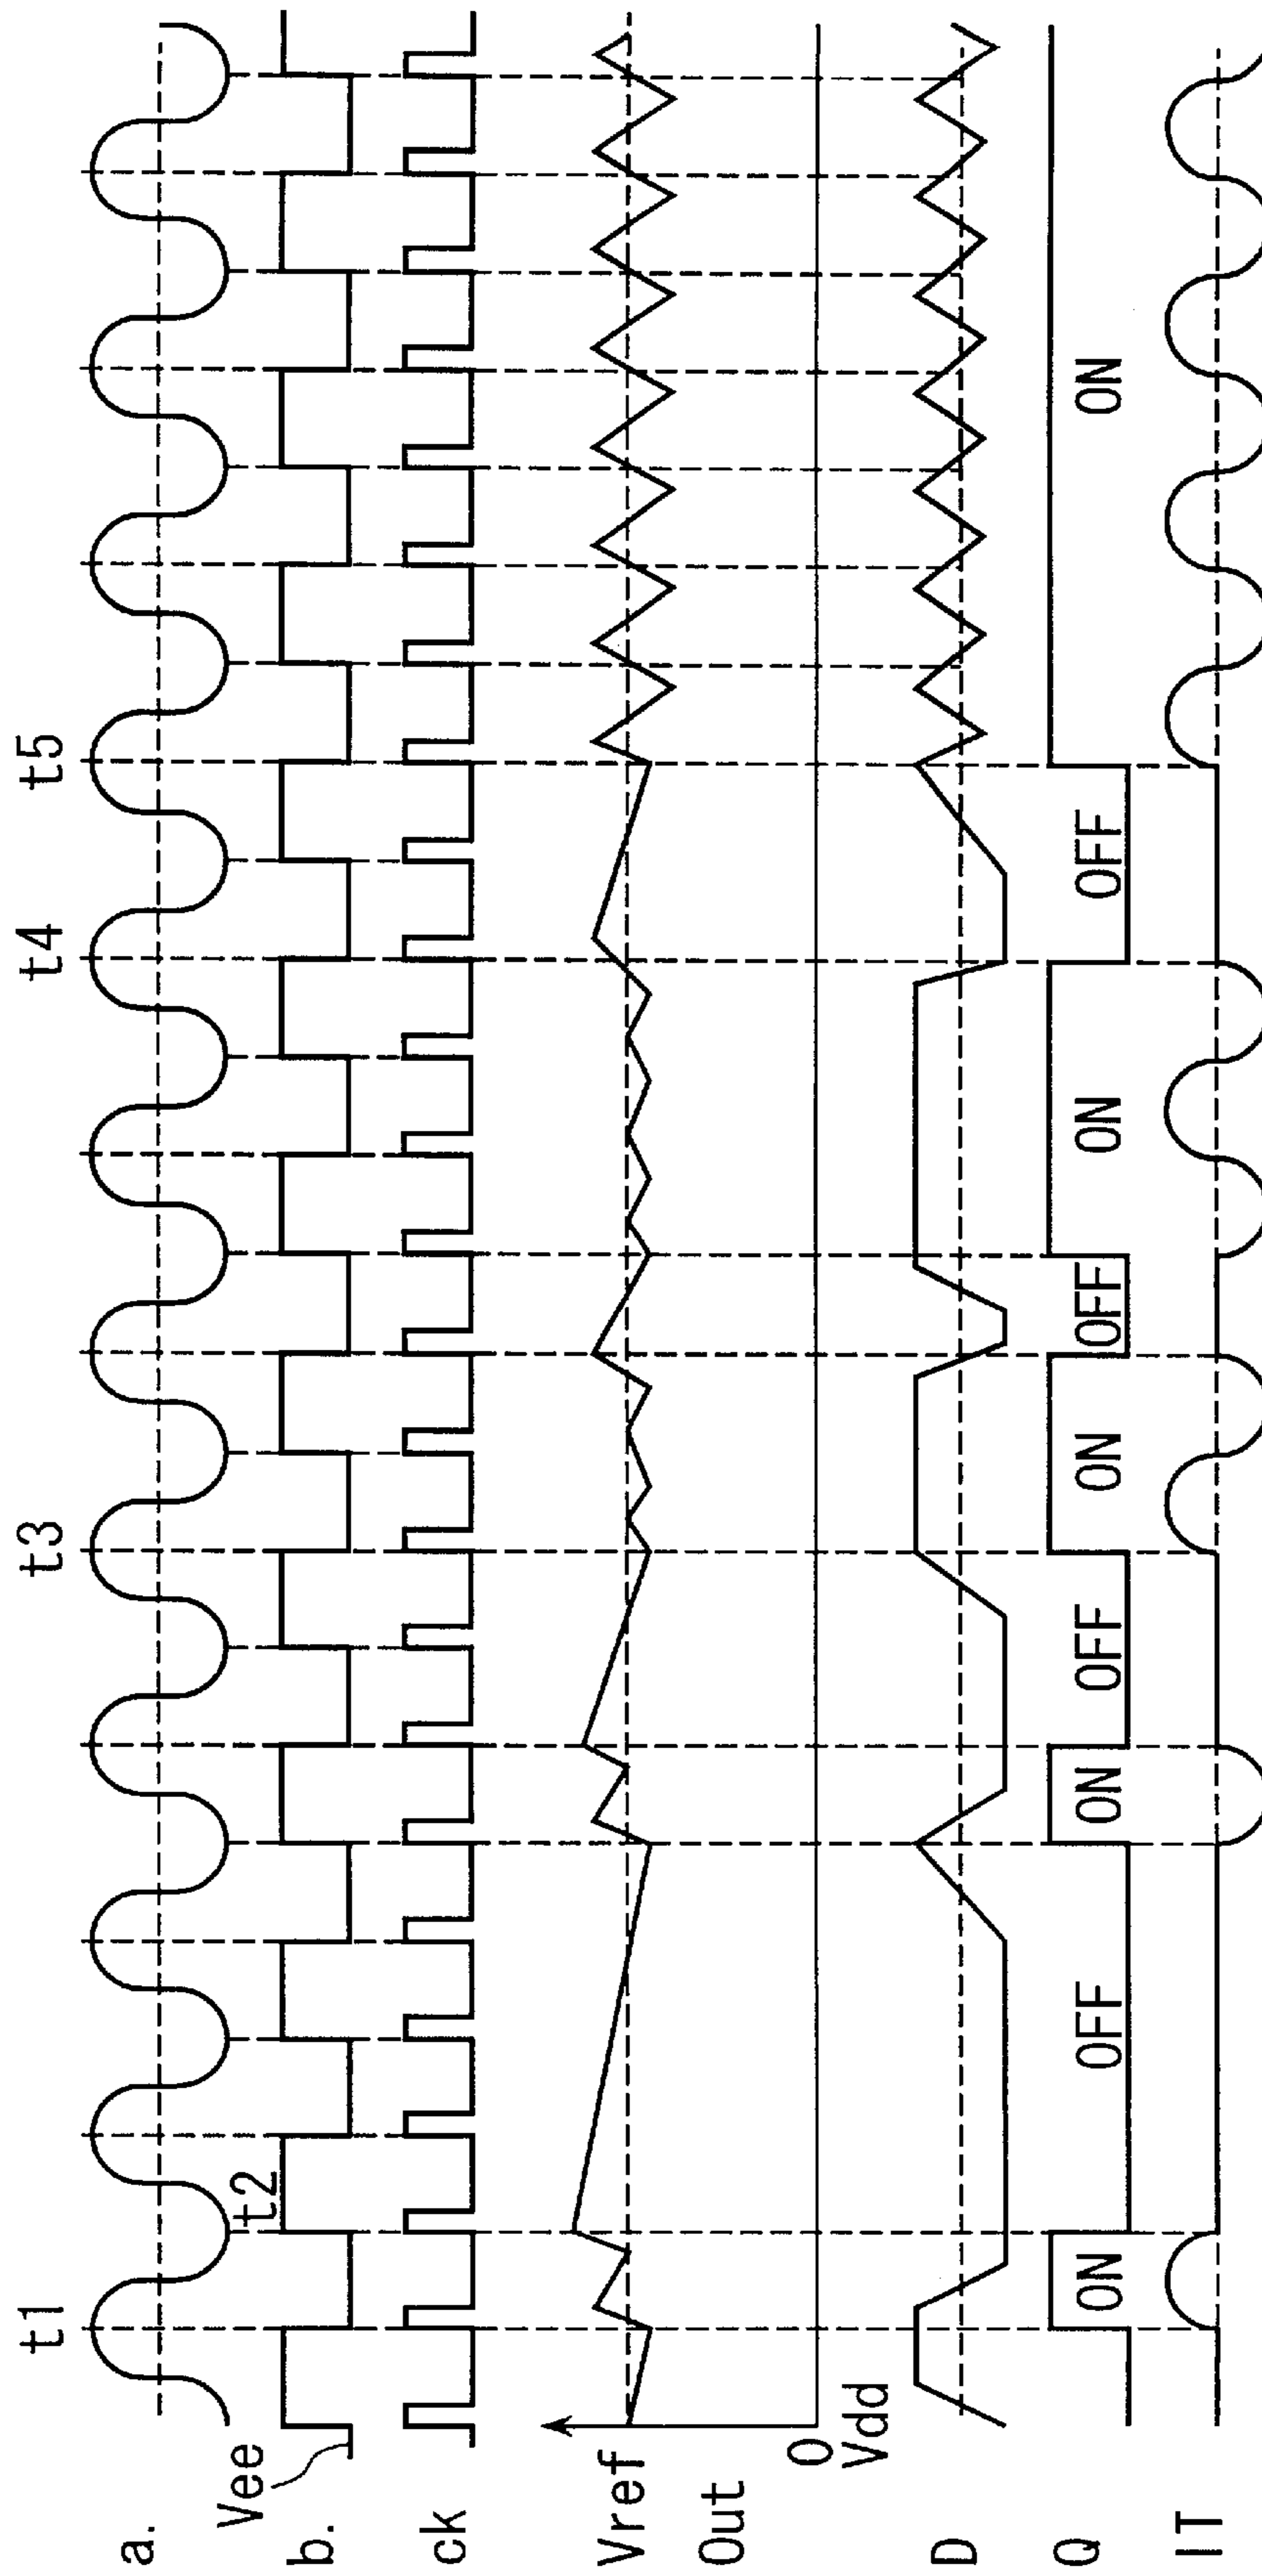 t1
t2
t3
t4
t5
a.
Vee
b.
ck
Vref
Out
0
Vdd
D
Q
ON
OFF
ON
OFF
ON
OFF
ON
OFF
ON
IT